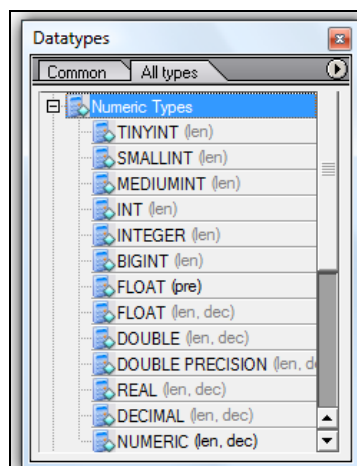 Datatypes
Common All types
Numeric Types
TINYINT (len)
SMALLINT (len)
MEDIUMINT (len)
INT (len)
INTEGER (len)
BIGINT (len)
FLOAT (pre)
FLOAT (len, dec)
DOUBLE (len, dec)
DOUBLE PRECISION (len, d
REAL (len, dec)
DECIMAL (len, dec)
NUMERIC (len, dec)